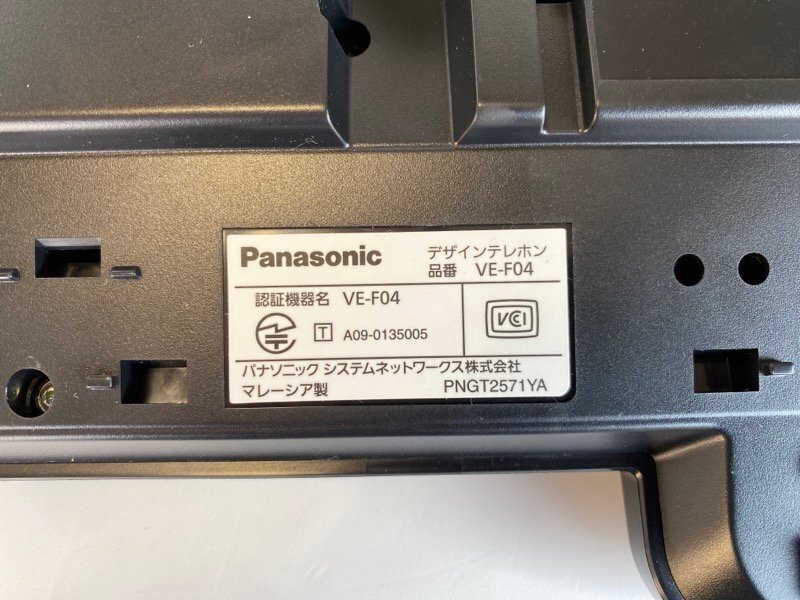 Panasonic
デザインテレホン
品番 VE-F04
認証機器名 VE-F04
T A09-0135005
VCCI
パナソニック システムネットワークス株式会社
マレーシア製 PNGT2571YA